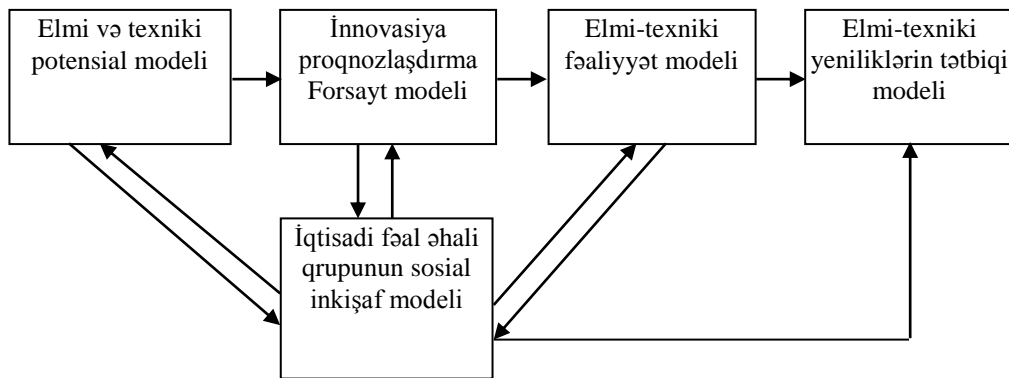 Elmi və texniki
potensial modeli
İnnovasiya
proqnozlaşdırma
Forsayt modeli
Elmi-texniki
fəaliyyət modeli
Elmi-texniki
yeniliklərin tətbiqi
modeli
İqtisadi fəal əhali
qrupunun sosial
inkişaf modeli